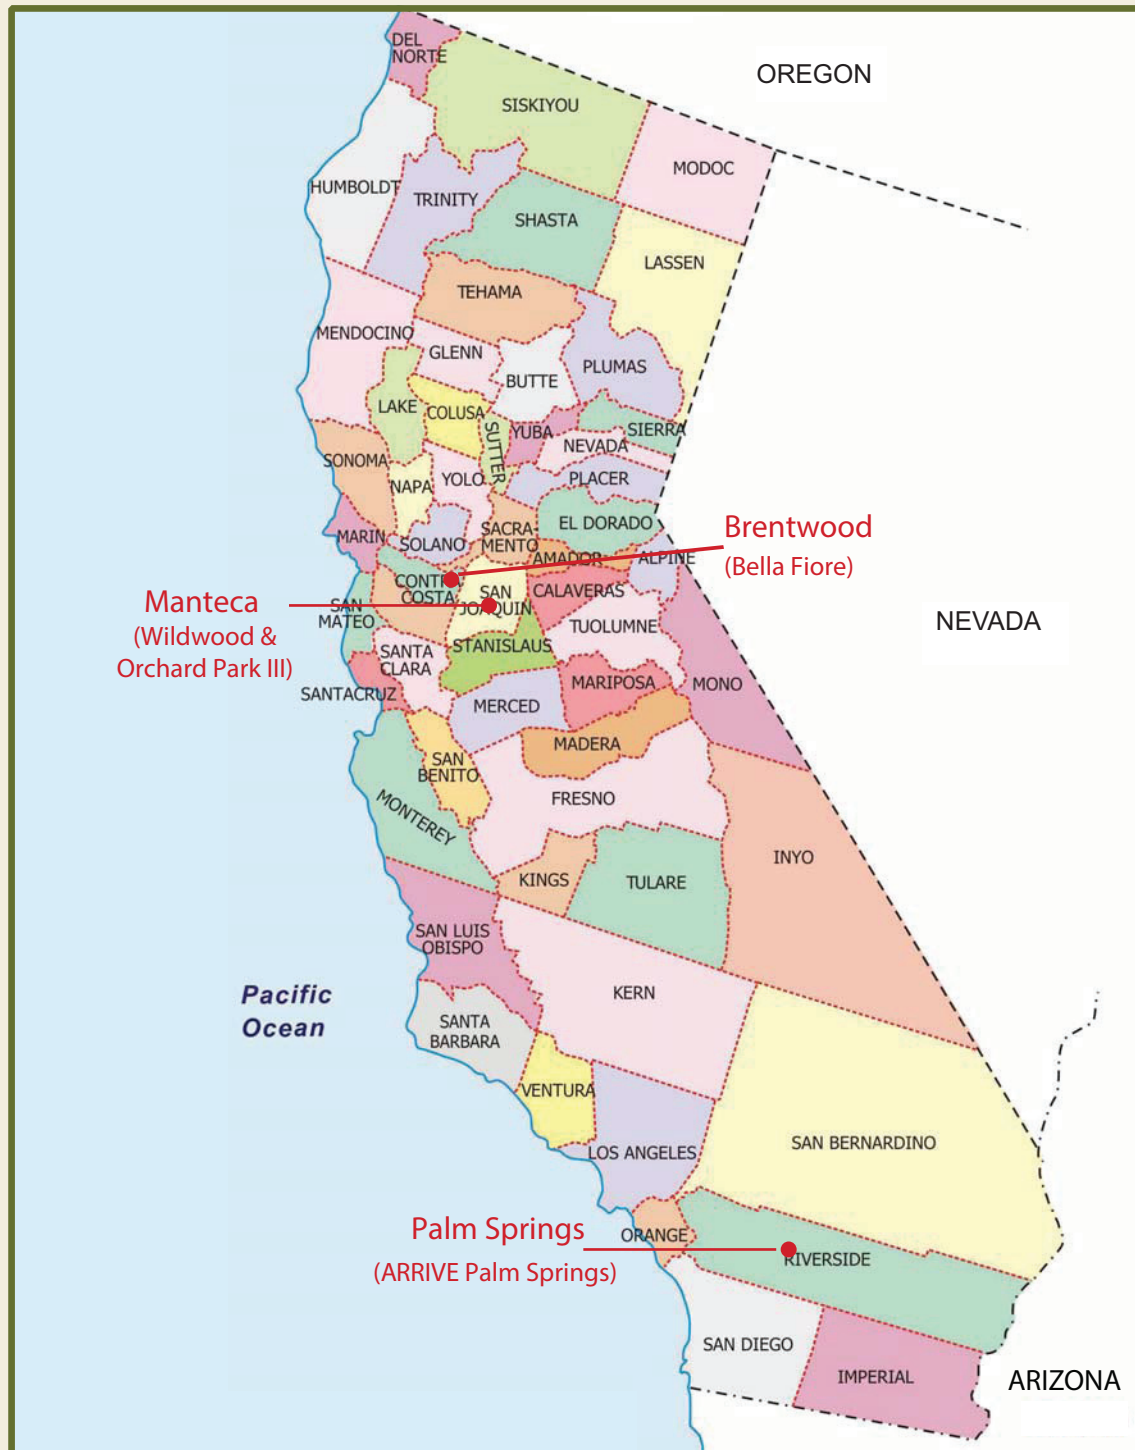 DEL
NORTE
OREGON
SISKIYOU
MODOC
HUMBOLDT
TRINITY
SHASTA
LASSEN
TEHAMA
MENDOCINO
GLENN
PLUMAS
BUTTE
LAKE
COLUSA
SUTTER
YUBA
SIERRA
NEVADA
SONOMA
NAPA
YOLO
PLACER
MARIN
SOLANO
SACRA-
MENTO
EL DORADO
Brentwood
(Bella Fiore)
AMADOR
ALPINE
CONTRA
COSTA
SAN
JOAQUIN
CALAVERAS
Manteca
(Wildwood &
Orchard Park III)
SAN
MATEO
TUOLUMNE
NEVADA
SANTA
CLARA
STANISLAUS
SANTACRUZ
MERCED
MARIPOSA
MONO
SAN
BENITO
MADERA
MONTEREY
FRESNO
INYO
KINGS
TULARE
SAN LUIS
OBISPO
Pacific
Ocean
KERN
SANTA
BARBARA
VENTURA
LOS ANGELES
SAN BERNARDINO
Palm Springs
(ARRIVE Palm Springs)
ORANGE
RIVERSIDE
SAN DIEGO
IMPERIAL
ARIZONA